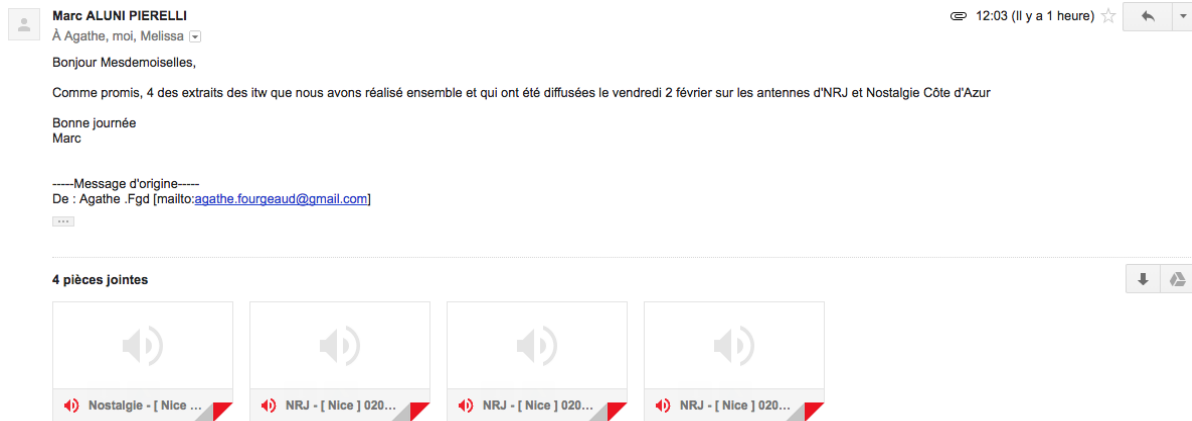 Marc ALUNI PIERELLI
12:03 (Il y a 1 heure)
À Agathe, moi, Melissa
Bonjour Mesdemoiselles,
Comme promis, 4 des extraits des itw que nous avons réalisé ensemble et qui ont été diffusées le vendredi 2 février sur les antennes d'NRJ et Nostalgie Côte d'Azur
Bonne journée
Marc
-----Message d'origine-----
De : Agathe .Fgd [mailto:agathe.fourgeaud@gmail.com]
4 pièces jointes
Nostalgie - [ Nice ...
NRJ - [ Nice ] 020...
NRJ - [ Nice ] 020...
NRJ - [ Nice ] 020...